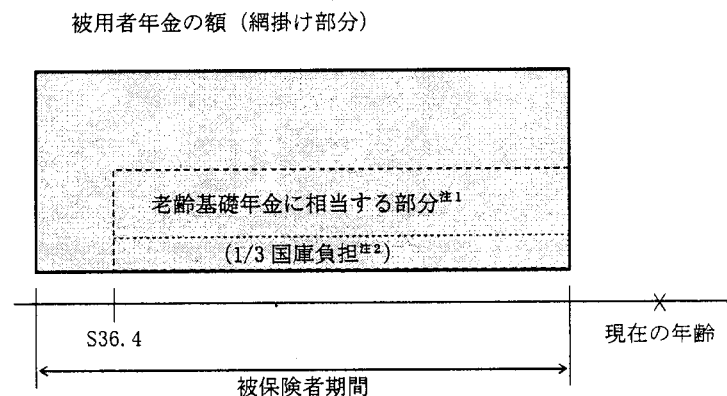 被用者年金の額（網掛け部分）
老齢基礎年金に相当する部分注1
(1/3 国庫負担注2)
S36.4
現在の年齢
被保険者期間